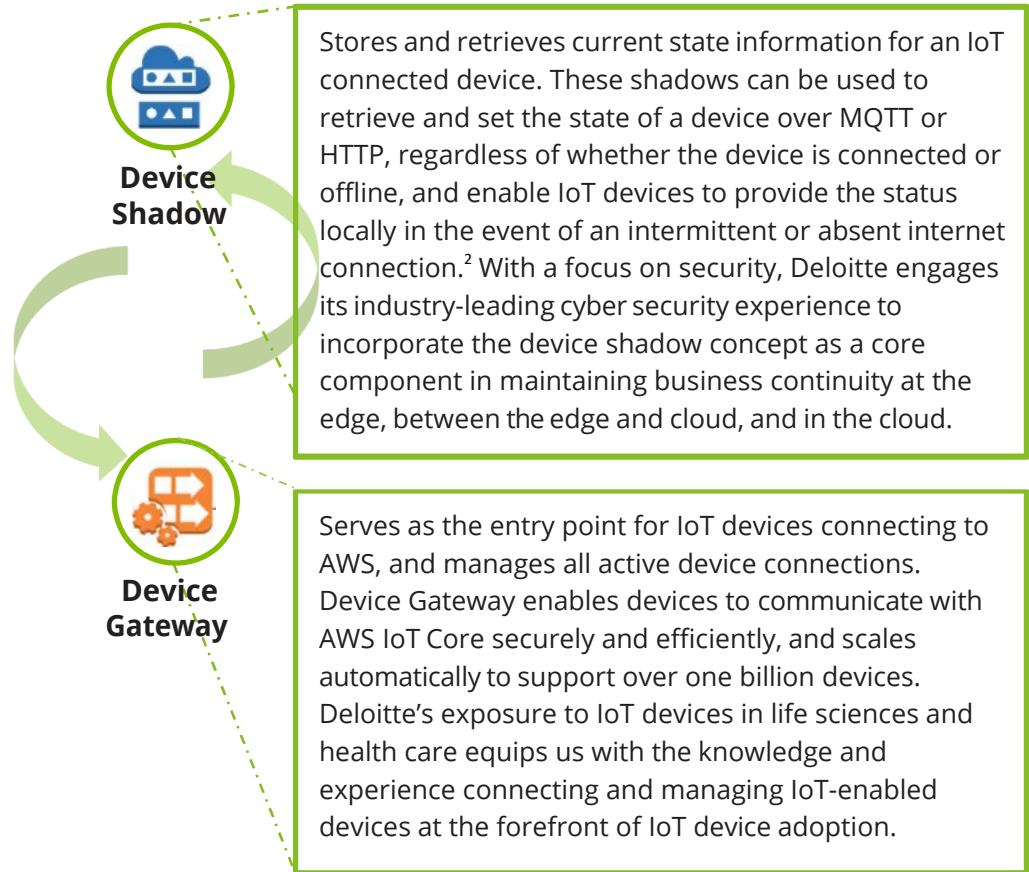 Stores and retrieves current state information for an IoT
connected device. These shadows can be used to
retrieve and set the state of a device over MQTT or
HTTP, regardless of whether the device is connected or
offline, and enable IoT devices to provide the status
locally in the event of an intermittent or absent internet
connection.² With a focus on security, Deloitte engages
its industry-leading cyber security experience to
incorporate the device shadow concept as a core
component in maintaining business continuity at the
edge, between the edge and cloud, and in the cloud.
Device
Shadow
Serves as the entry point for IoT devices connecting to
AWS, and manages all active device connections.
Device Gateway enables devices to communicate with
AWS IoT Core securely and efficiently, and scales
automatically to support over one billion devices.
Deloitte’s exposure to IoT devices in life sciences and
health care equips us with the knowledge and
experience connecting and managing IoT-enabled
devices at the forefront of IoT device adoption.
Device
Gateway